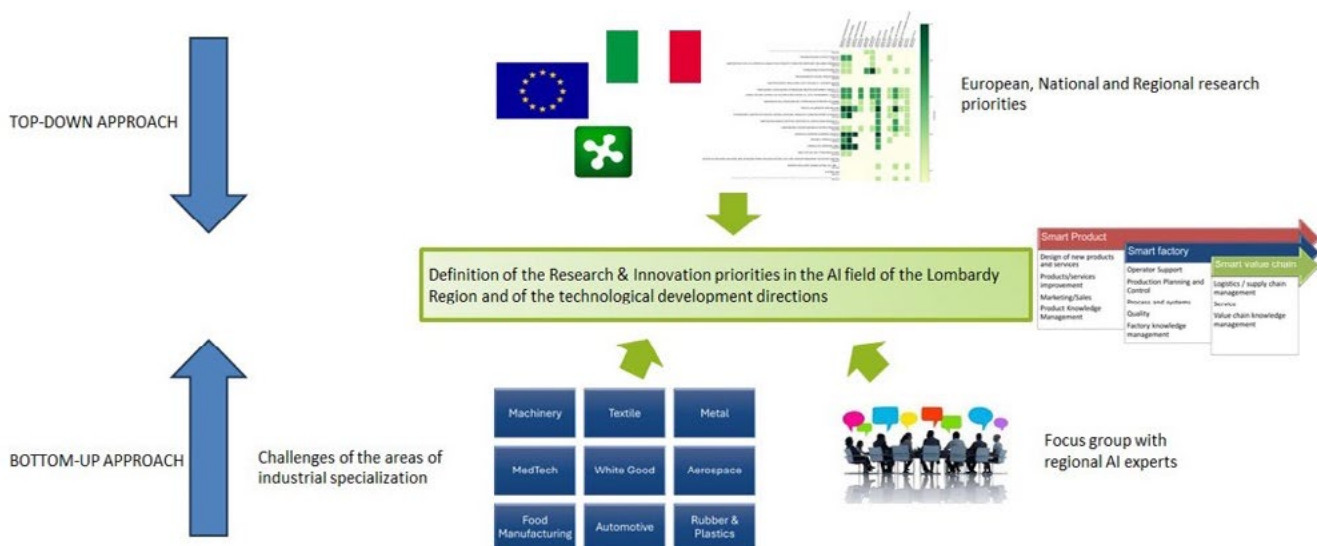 TOP-DOWN APPROACH
European, National and Regional research
priorities
Definition of the Research & Innovation priorities in the AI field of the Lombardy
Region and of the technological development directions
Smart Product
Design of new products
and services
Products/services
improvement
Marketing/Sales
Product Knowledge
Management
Smart factory
Operator Support
Production Planning and
Control
Process and systems
Quality
Factory knowledge
management
Smart value chain
Logistics / supply chain
management
Service
Value chain knowledge
management
BOTTOM-UP APPROACH
Challenges of the areas of
industrial specialization
Machinery
Textile
Metal
MedTech
White Good
Aerospace
Food
Manufacturing
Automotive
Rubber &
Plastics
Focus group with
regional AI experts